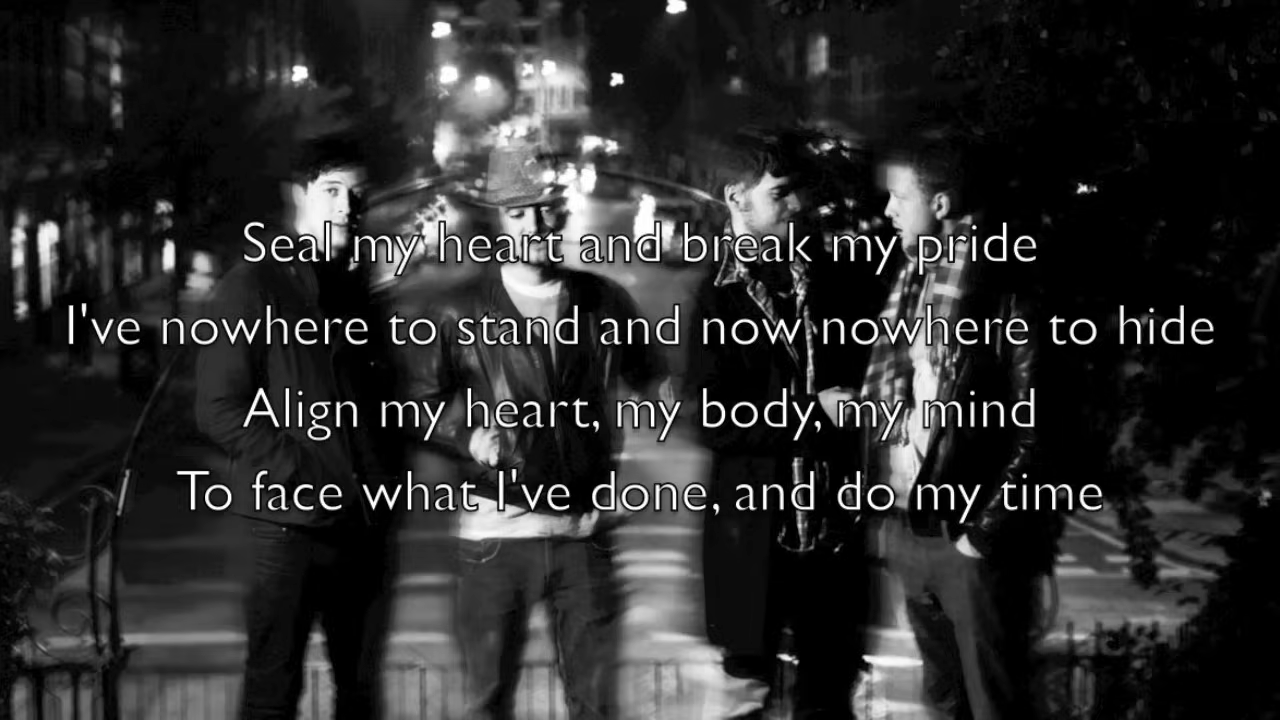 Seal my heart and break my pride
I've nowhere to stand and now nowhere to hide
Align my heart, my body, my mind
To face what I've done, and do my time